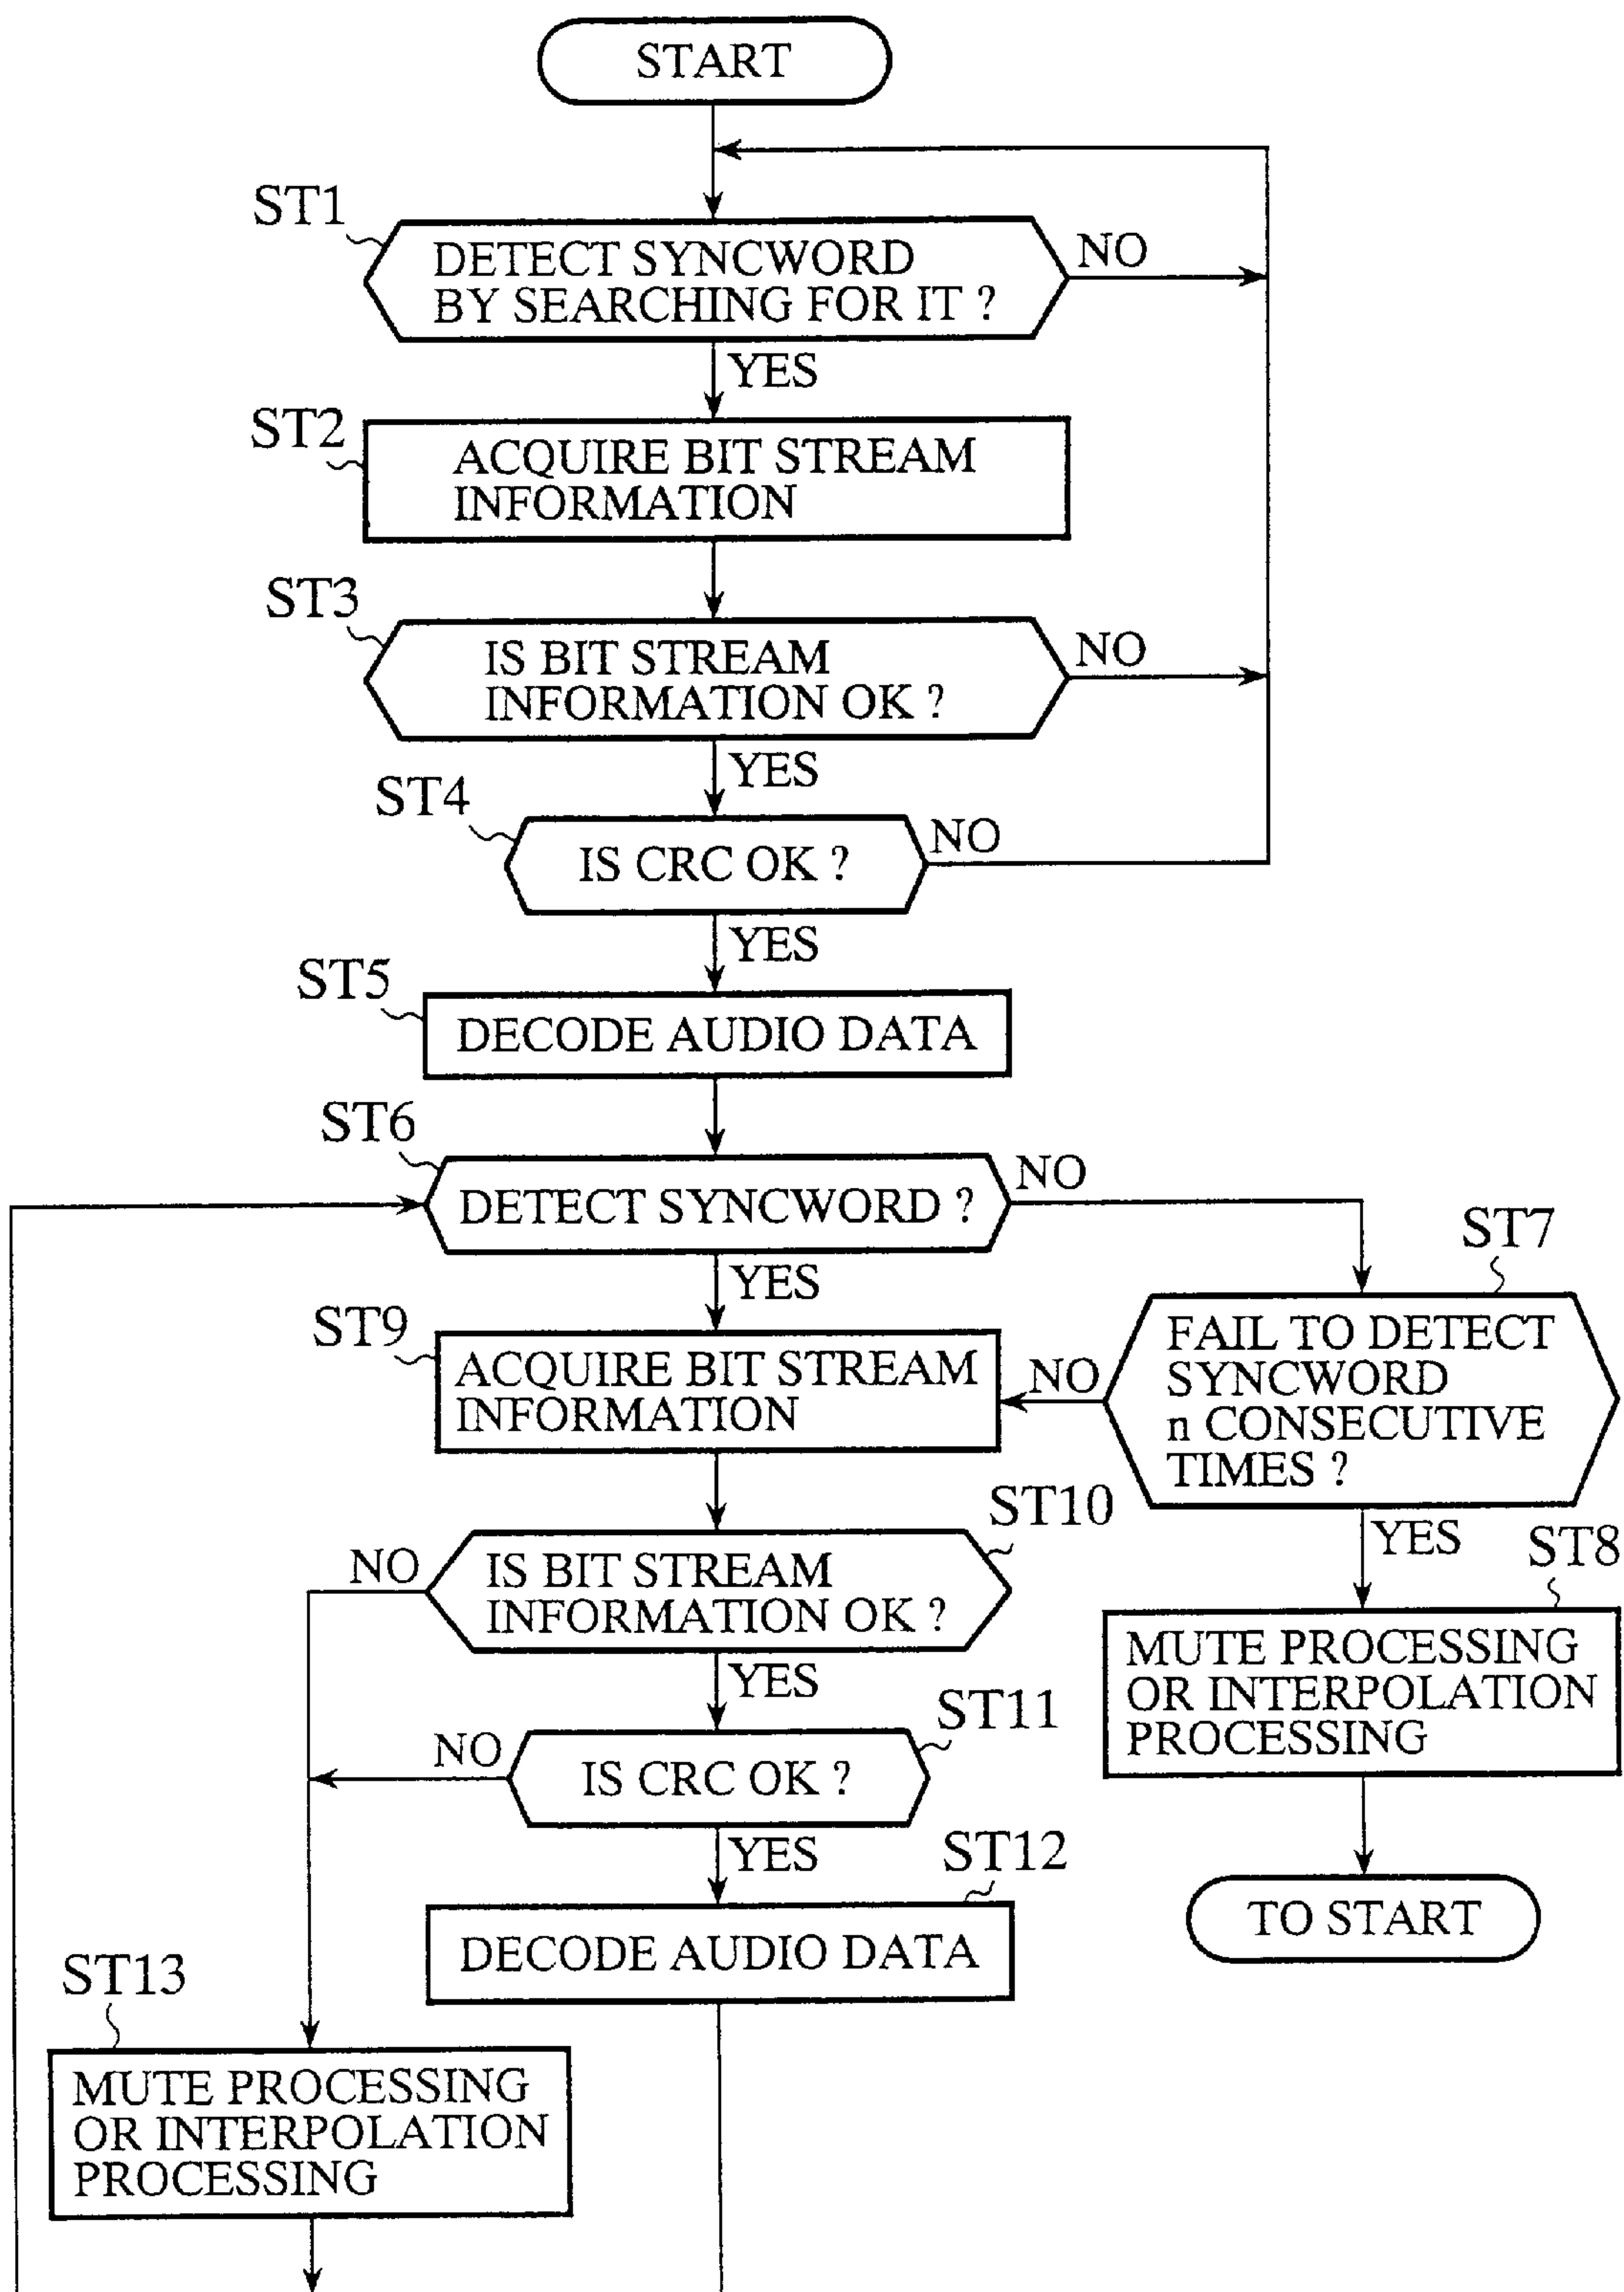 START
ST1
DETECT SYNCWORD
BY SEARCHING FOR IT ?
NO
YES
ST2
ACQUIRE BIT STREAM
INFORMATION
ST3
IS BIT STREAM
INFORMATION OK ?
NO
YES
ST4
IS CRC OK ?
NO
YES
ST5
DECODE AUDIO DATA
ST6
DETECT SYNCWORD ?
NO
YES
ST7
FAIL TO DETECT
SYNCWORD
n CONSECUTIVE
TIMES ?
NO
YES
ST8
MUTE PROCESSING
OR INTERPOLATION
PROCESSING
TO START
ST9
ACQUIRE BIT STREAM
INFORMATION
ST10
IS BIT STREAM
INFORMATION OK ?
NO
YES
ST11
IS CRC OK ?
NO
YES
ST12
DECODE AUDIO DATA
ST13
MUTE PROCESSING
OR INTERPOLATION
PROCESSING